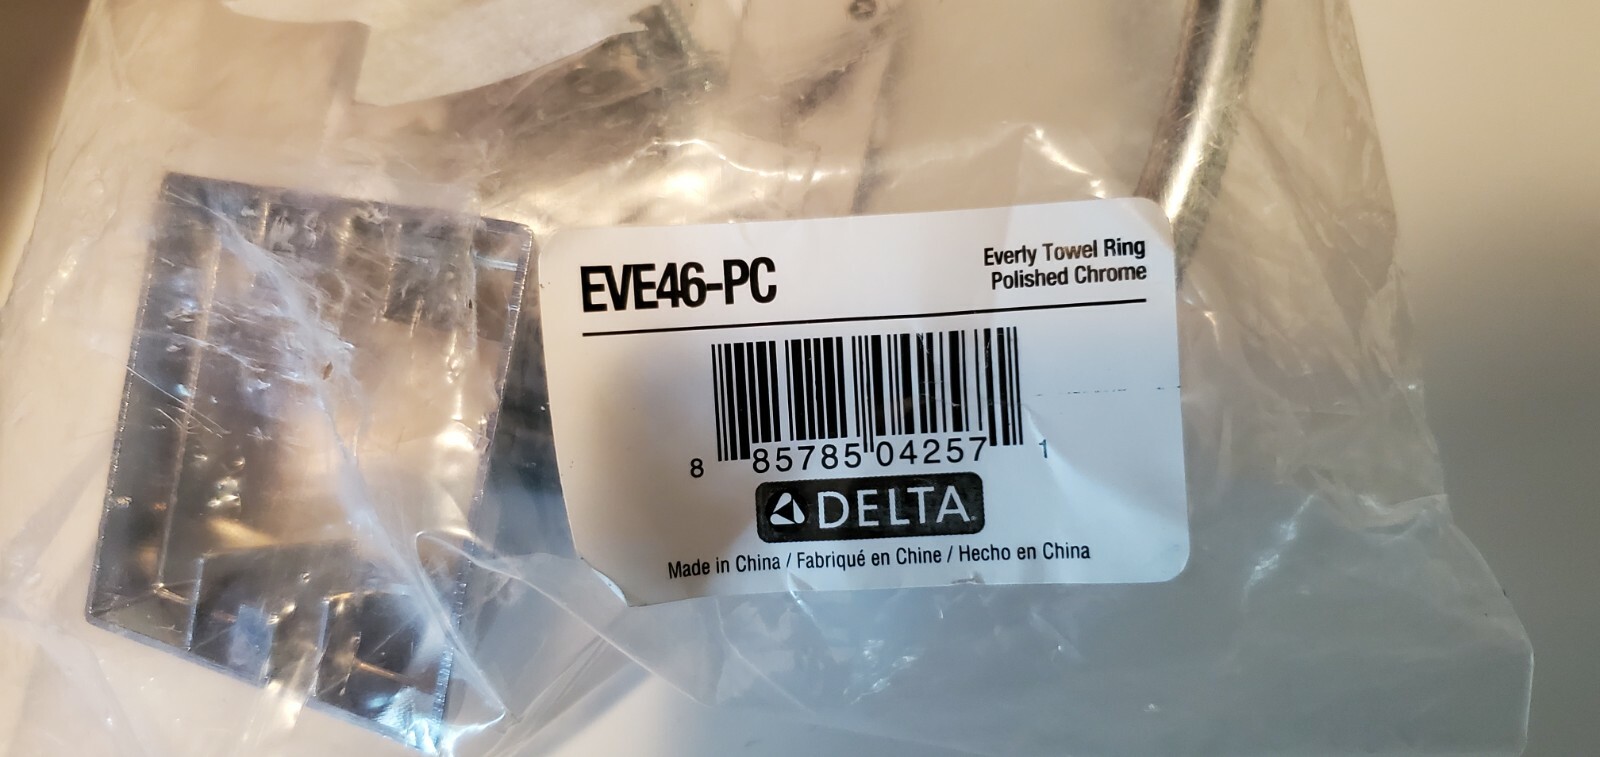 EVE46-PC
Everly Towel Ring
Polished Chrome
8 85785 04257 1
DELTA
Made in China / Fabriqué en Chine / Hecho en China